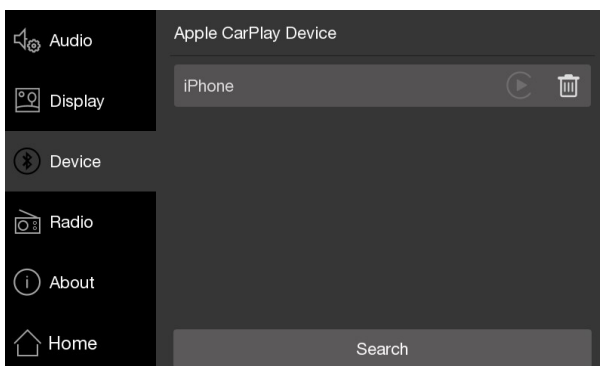 Audio
Display
Device
Radio
About
Home
Apple CarPlay Device
iPhone
Search